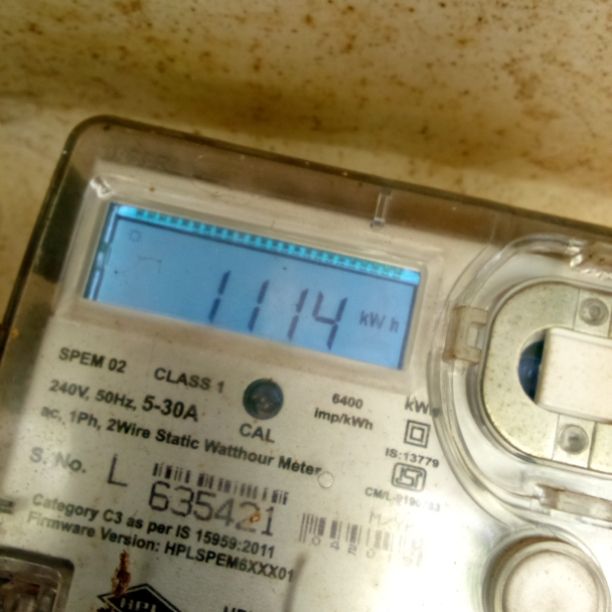 1114 kWh
SPEM 02 CLASS 1
240V, 50Hz, 5-30A
ac, 1Ph, 2Wire Static Watthour Meter
CAL
6400
imp/kWh
IS:13779
S. No. L 635421
Category C3 as per IS 15959:2011
Firmware Version: HPLSPEM6XXX01
HPL